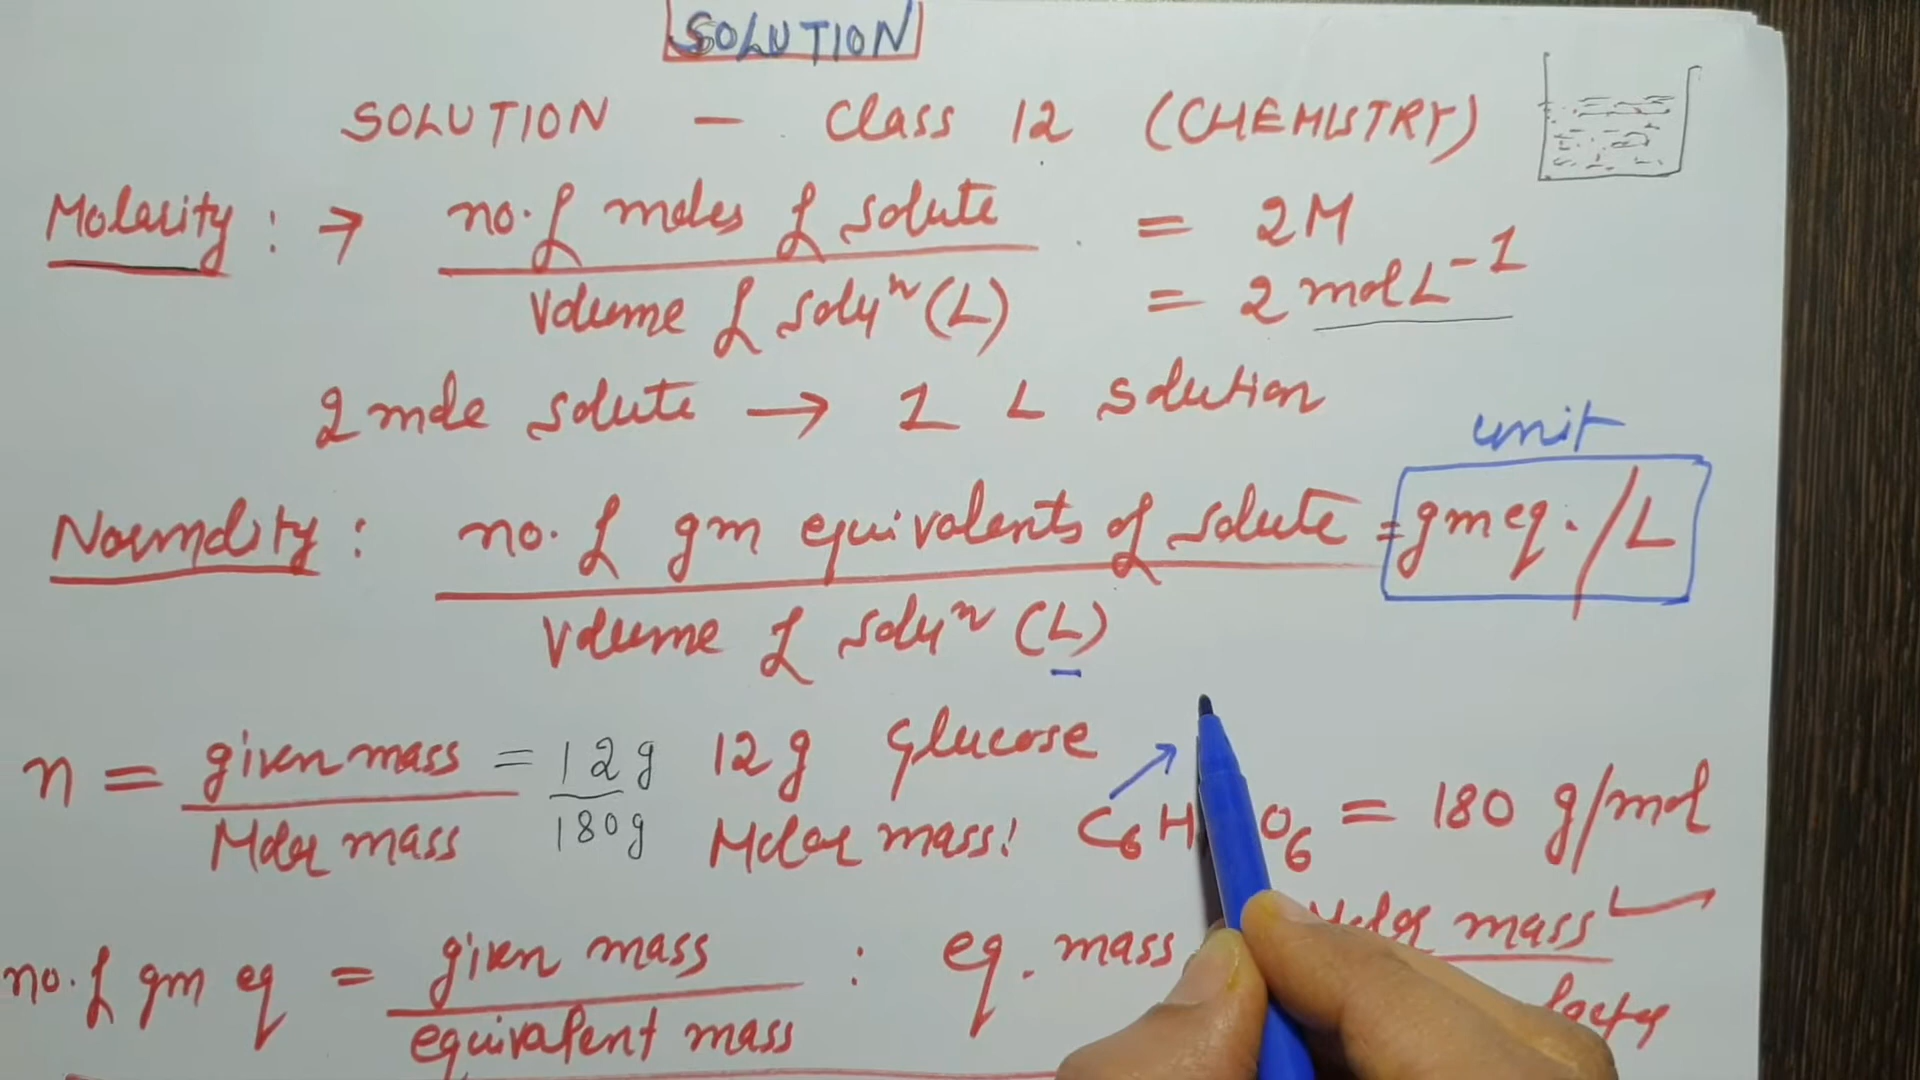 SOLUTION
SOLUTION - Class 12 (CHEMISTRY)
Molarity : → no. of moles of solute = 2M
Volume of soluⁿ (L) = 2 mol L⁻¹
2 mole solute → 1 L solution
unit
Normality : no. of gm equivalents of solute = gm eq. / L
Volume of soluⁿ (L)
n = given mass = 12g 12g Glucose
Molar mass 180g Molar mass: C₆H O₆ = 180 g/mol
no. of gm eq = given mass : eq. mass Molar mass
equivalent mass factor